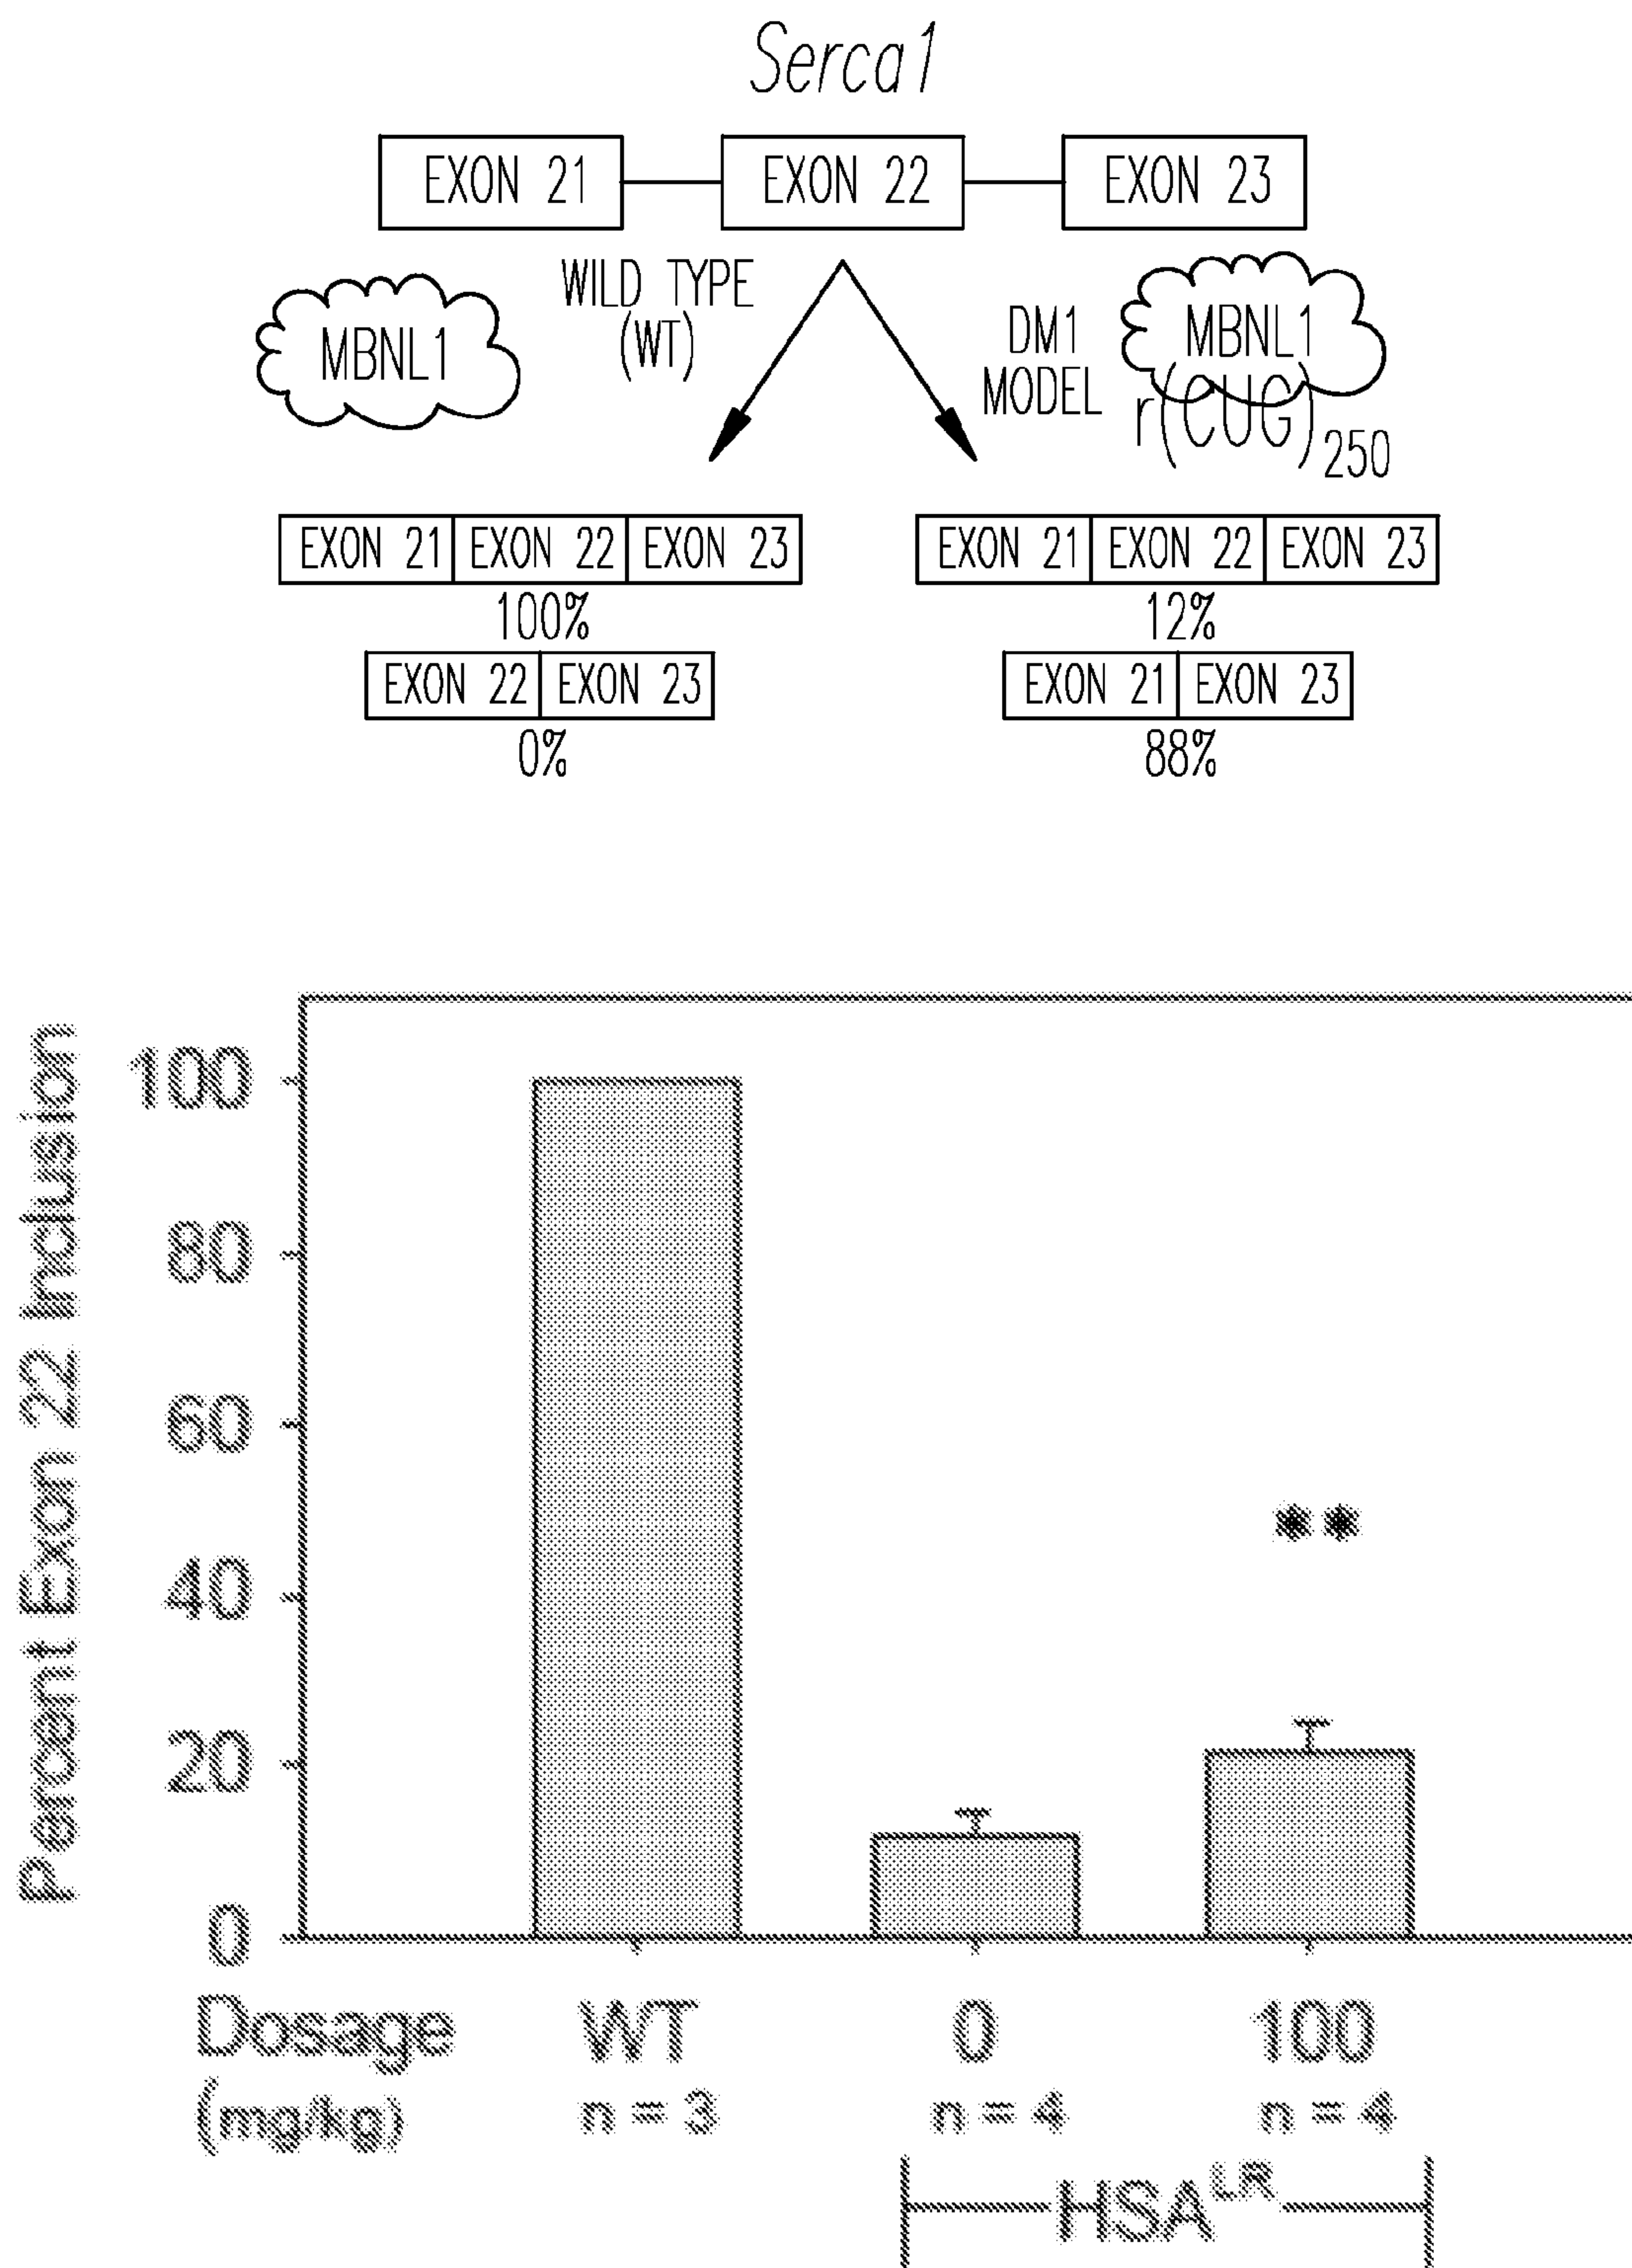 Serca1
EXON 21 EXON 22 EXON 23
WILD TYPE
(WT)
MBNL1
DM1
MODEL
MBNL1
r(CUG)250
EXON 21 EXON 22 EXON 23
100%
EXON 22 EXON 23
0%
EXON 21 EXON 22 EXON 23
12%
EXON 21 EXON 23
88%
Percent Exon 22 Inclusion
100
80
60
40
20
0
**
Dosage WT 0 100
(mg/kg) n = 3 n = 4 n = 4
HSALR